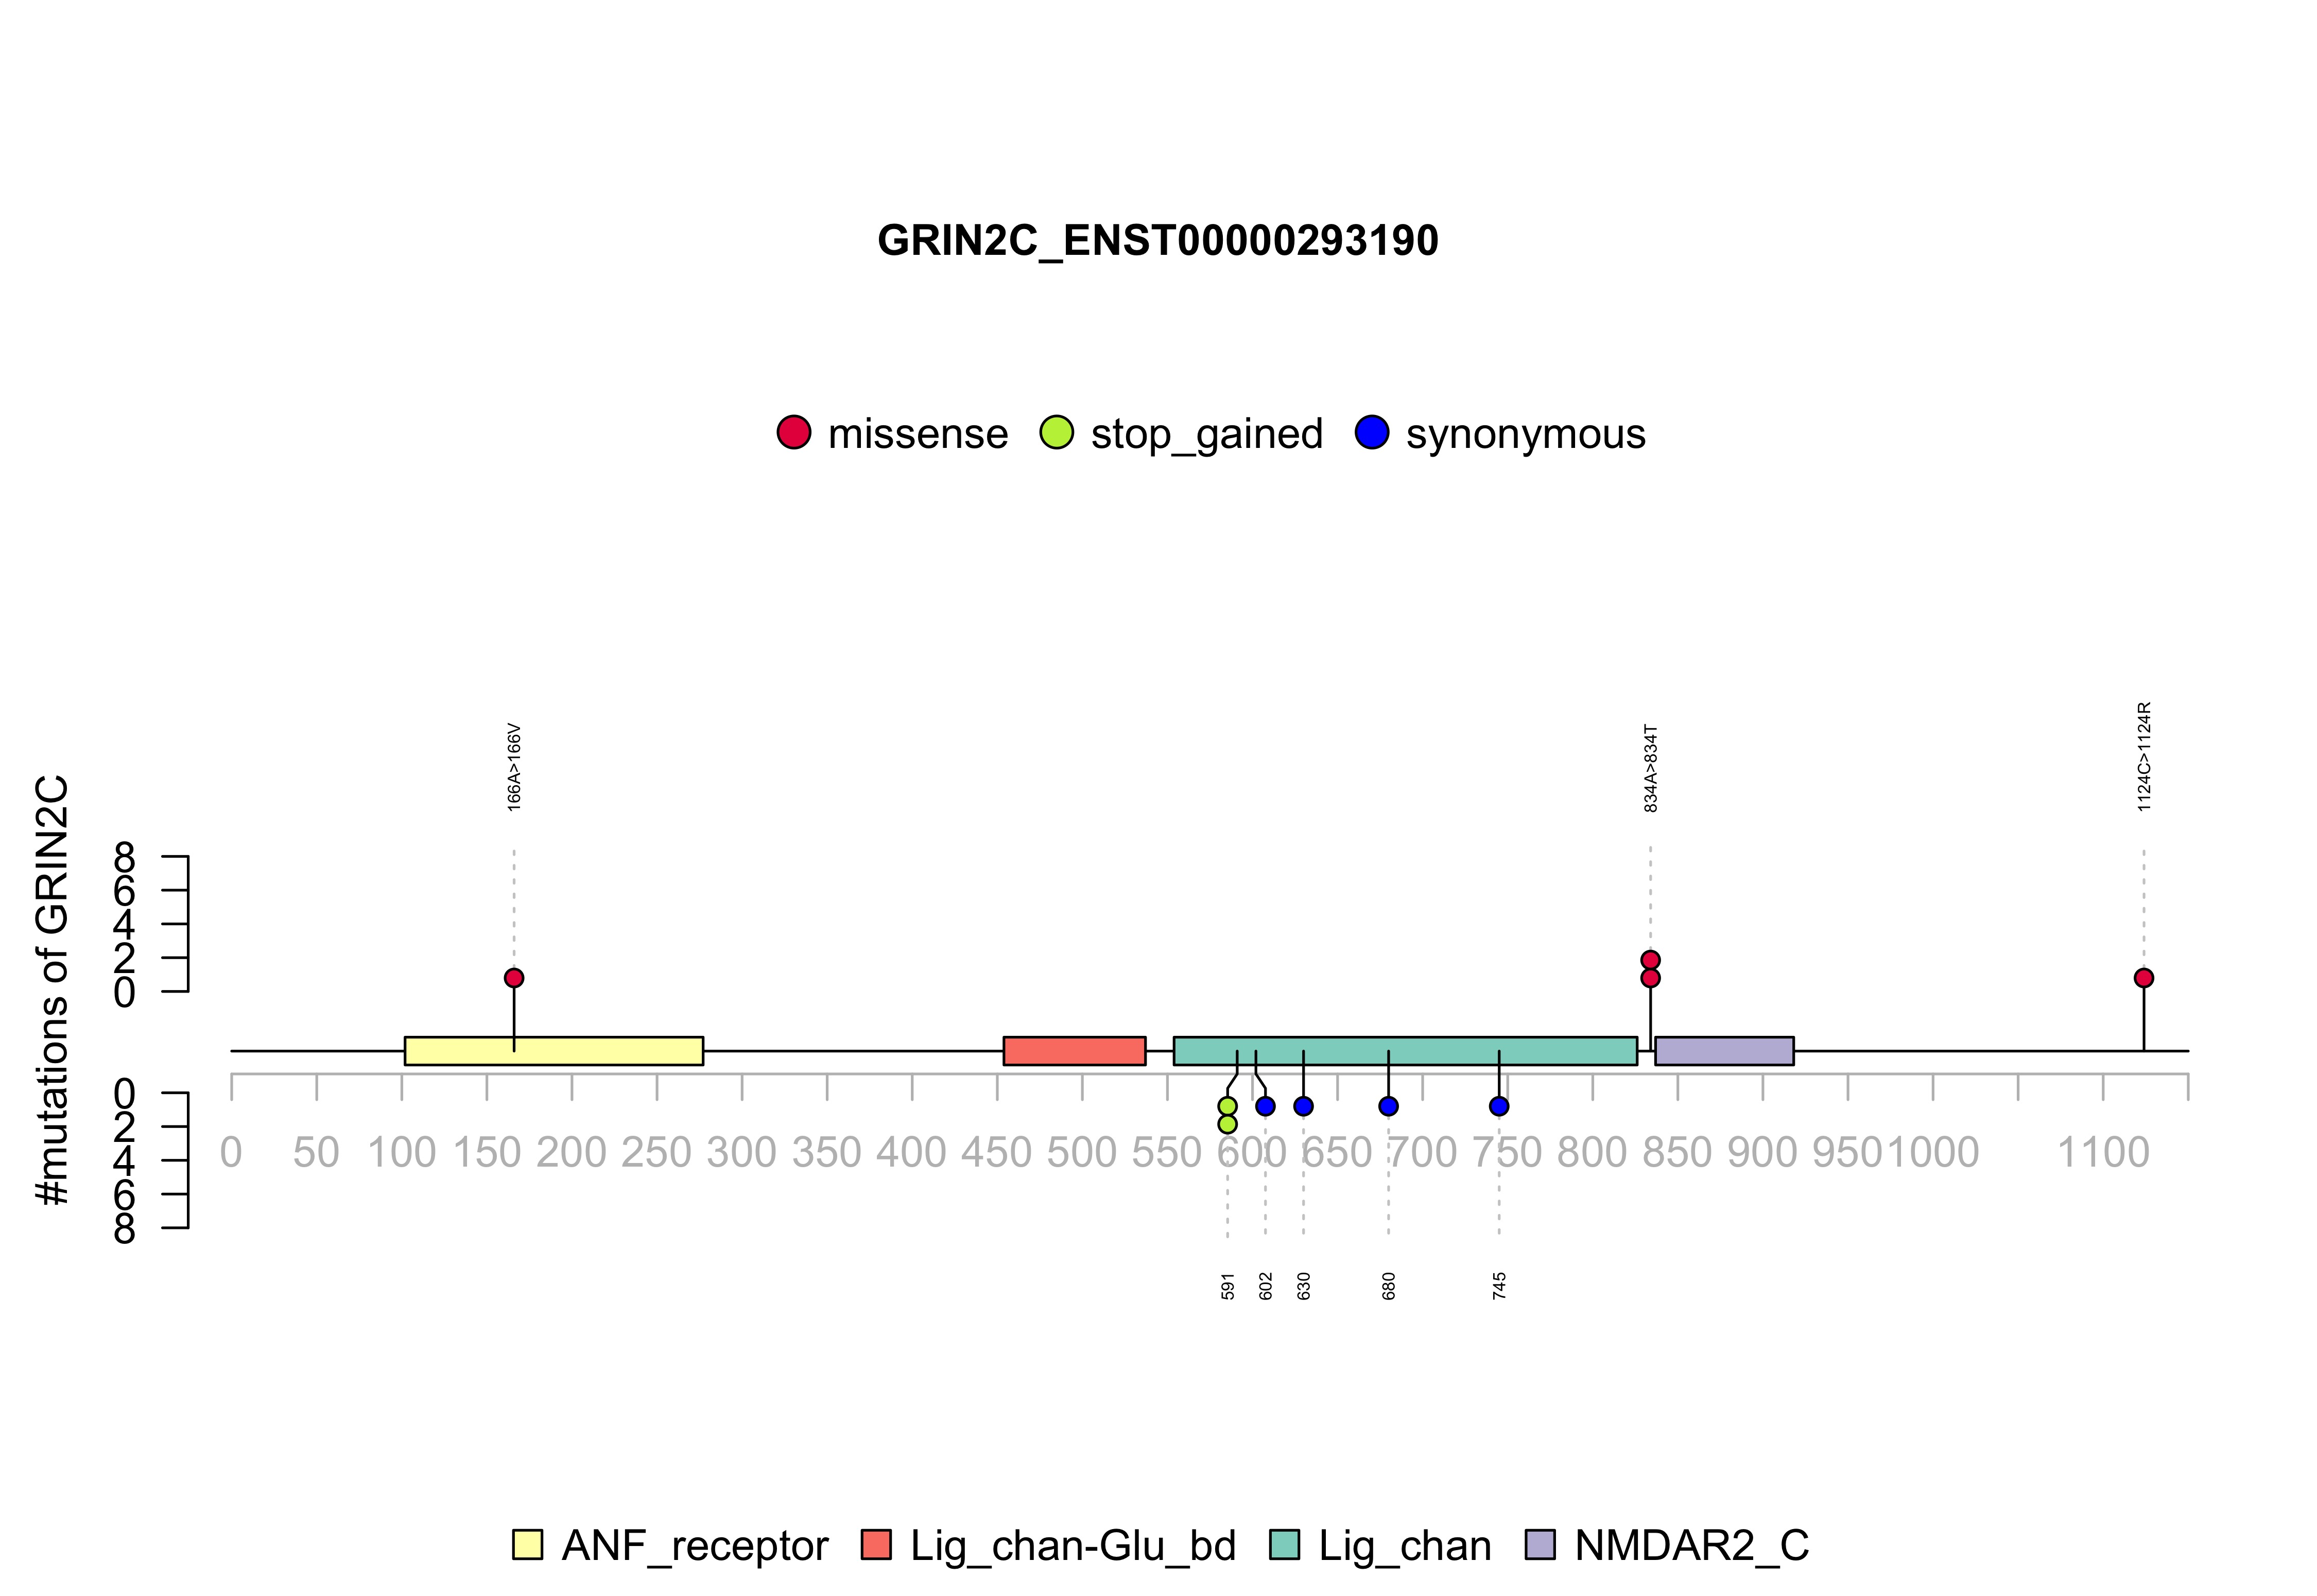 GRIN2C_ENST00000293190
missense stop_gained synonymous
166A>166V 834A>834T 1124C>1124R
#mutations of GRIN2C
8
6
4
2
0
0
2
4
6
8
0 50 100 150 200 250 300 350 400 450 500 550 600 650 700 750 800 850 900 950 1000 1100
591 602 630 680 745
ANF_receptor Lig_chan-Glu_bd Lig_chan NMDAR2_C